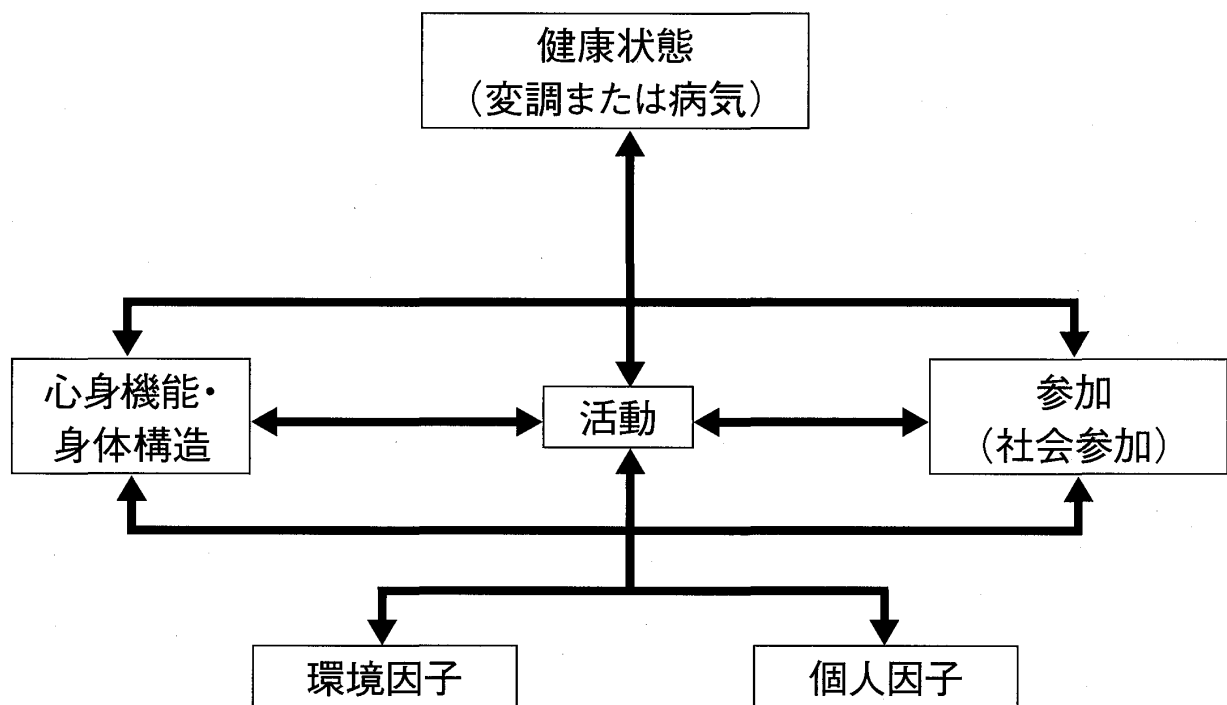 健康状態
（変調または病気）
心身機能・
身体構造
活動
参加
（社会参加）
環境因子
個人因子